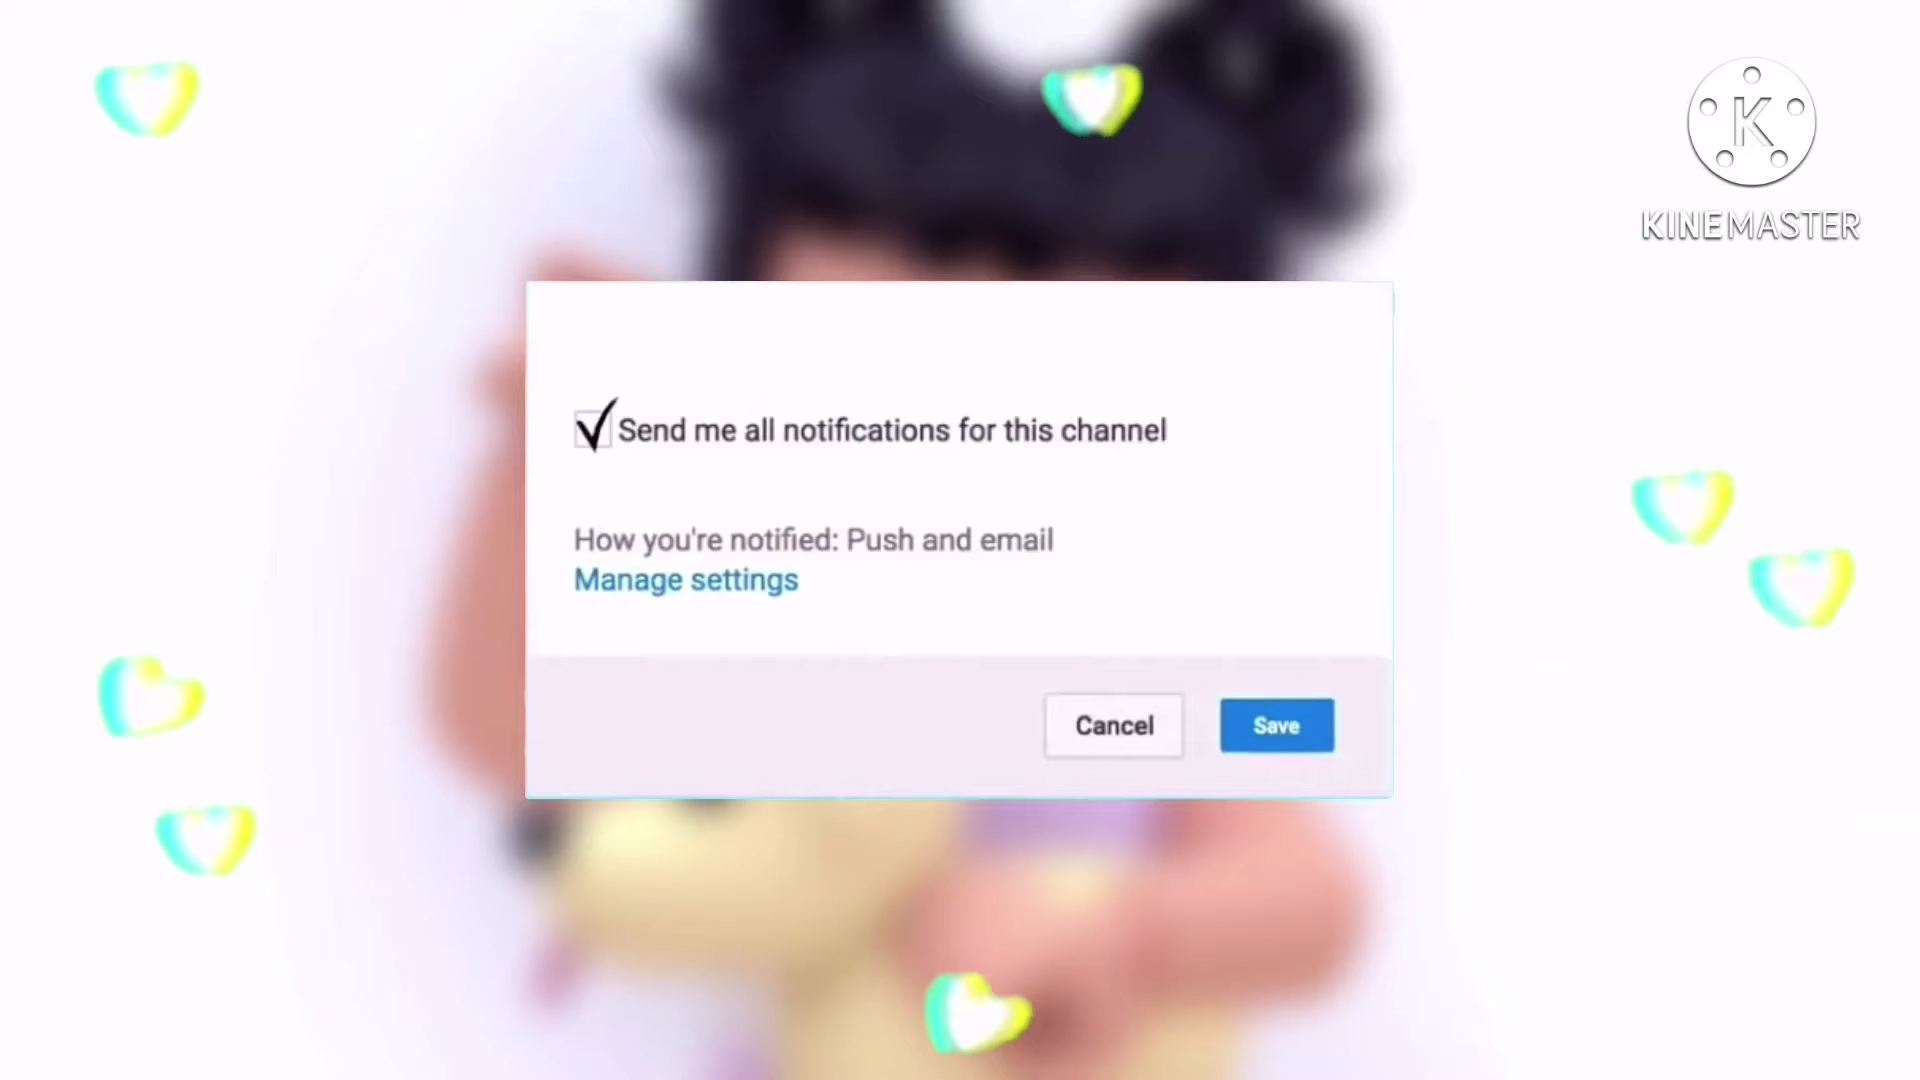 K
KINEMASTER
Send me all notifications for this channel
How you're notified: Push and email
Manage settings
Cancel
Save